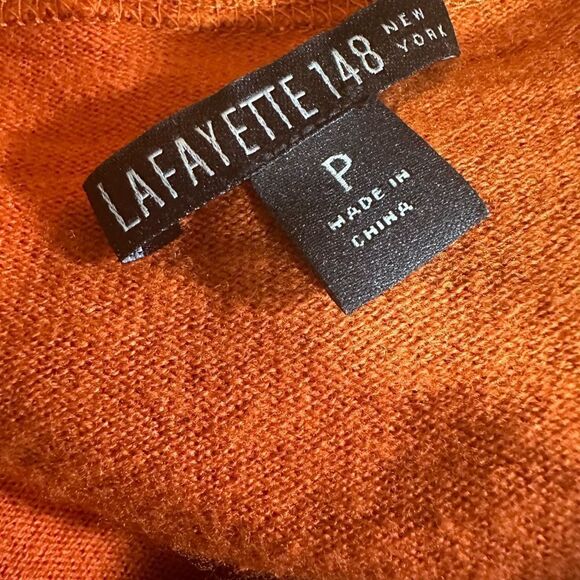 LAFAYETTE 148 NEW YORK
P
MADE IN
CHINA